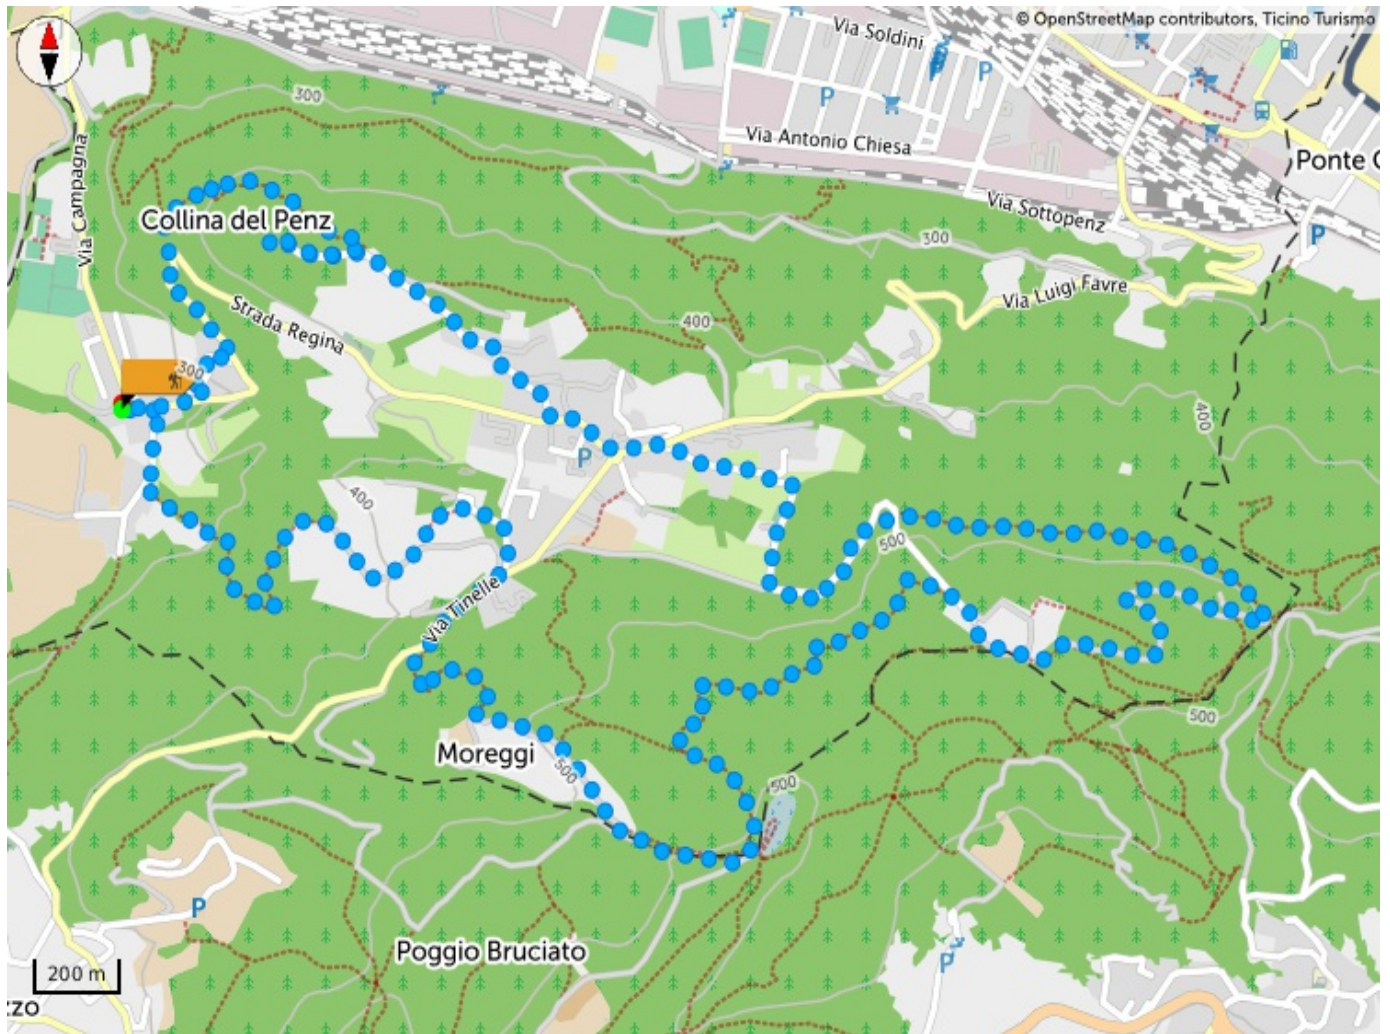 © OpenStreetMap contributors, Ticino Turismo
Via Soldini
P
P
300
Via Campagna
Via Antonio Chiesa
Ponte C
Via Sottopenz
Collina del Penz
P
300
Via Luigi Favre
Strada Regina
400
300
400
P
400
500
Via Tinelle
500
Moreggi
500
500
P
Poggio Bruciato
P
200 m
zzo